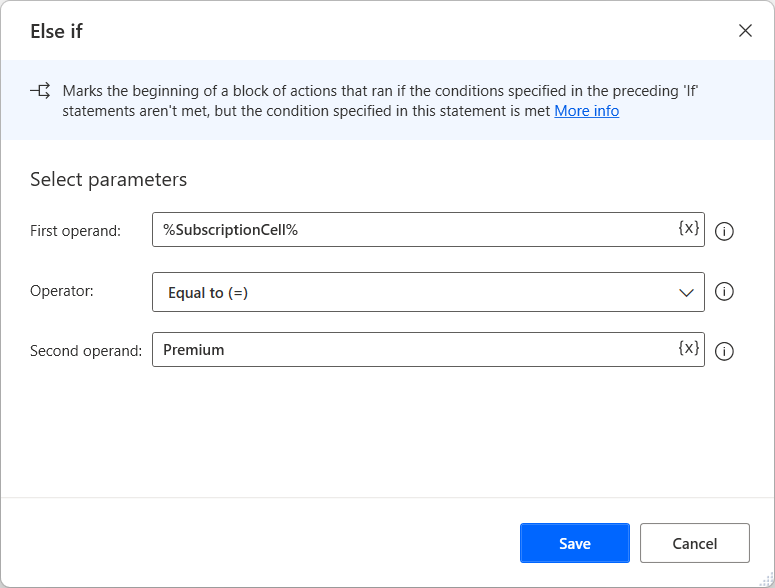 Else if
Marks the beginning of a block of actions that ran if the conditions specified in the preceding 'If'
statements aren't met, but the condition specified in this statement is met More info
Select parameters
First operand: %SubscriptionCell% {x}
Operator: Equal to (=)
Second operand: Premium {x}
Save Cancel